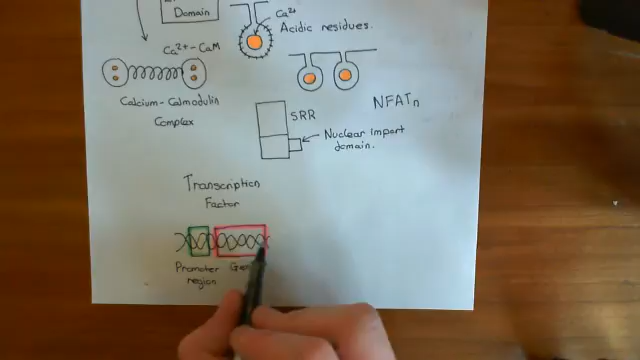 Domain
Ca²⁺
Acidic residues.
Ca²⁺-CaM
Calcium-Calmodulin
Complex
SRR
NFATn
Nuclear import
domain.
Transcription
Factor
Promoter
region